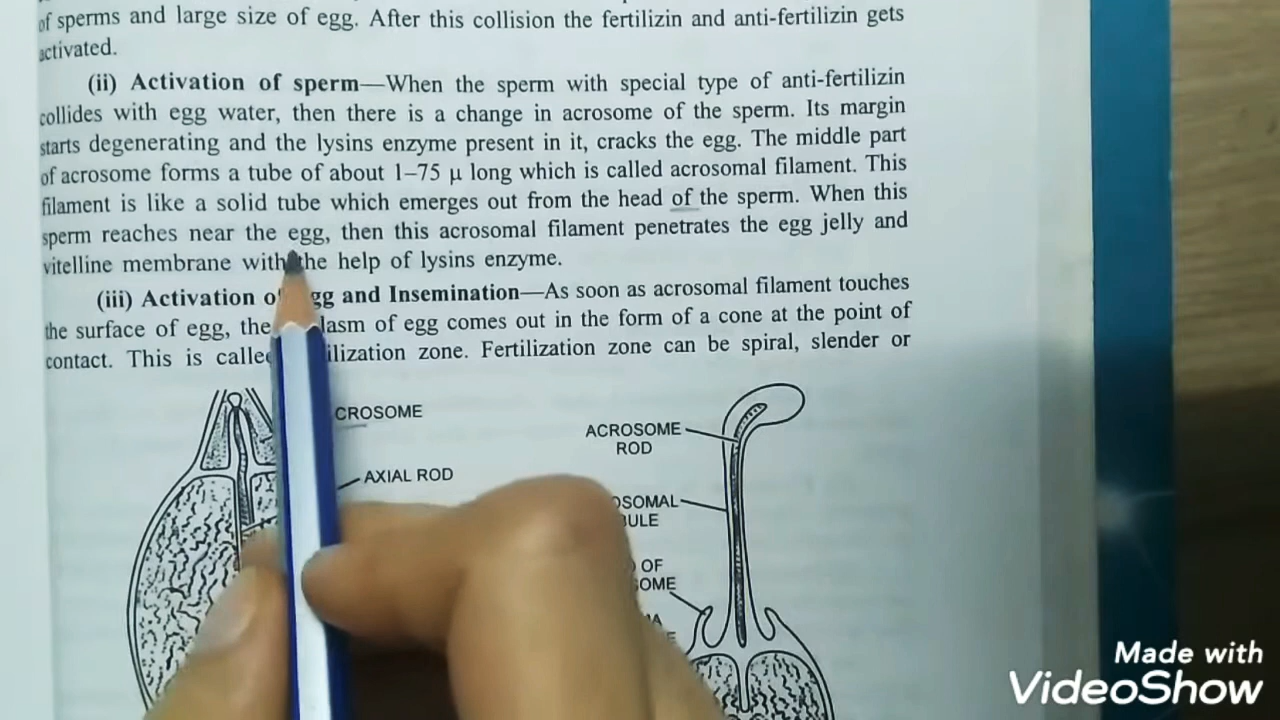 of sperms and large size of egg. After this collision the fertilizin and anti-fertilizin gets
activated.
(ii) Activation of sperm—When the sperm with special type of anti-fertilizin
collides with egg water, then there is a change in acrosome of the sperm. Its margin
starts degenerating and the lysins enzyme present in it, cracks the egg. The middle part
of acrosome forms a tube of about 1–75 μ long which is called acrosomal filament. This
filament is like a solid tube which emerges out from the head of the sperm. When this
sperm reaches near the egg, then this acrosomal filament penetrates the egg jelly and
vitelline membrane with the help of lysins enzyme.
(iii) Activation of gg and Insemination—As soon as acrosomal filament touches
the surface of egg, the lasm of egg comes out in the form of a cone at the point of
contact. This is calle ilization zone. Fertilization zone can be spiral, slender or
CROSOME
ACROSOME
ROD
AXIAL ROD
OSOMAL
ULE
OF
OME
Made with
VideoShow